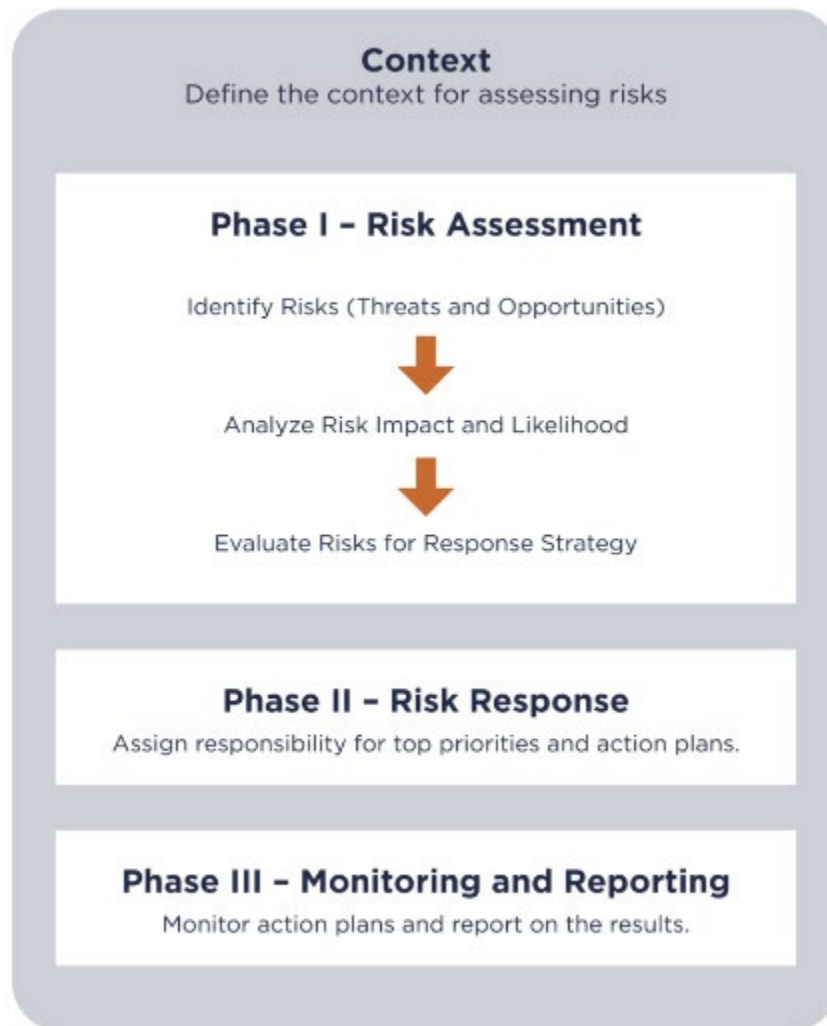 Context
Define the context for assessing risks
Phase I – Risk Assessment
Identify Risks (Threats and Opportunities)
Analyze Risk Impact and Likelihood
Evaluate Risks for Response Strategy
Phase II – Risk Response
Assign responsibility for top priorities and action plans.
Phase III – Monitoring and Reporting
Monitor action plans and report on the results.